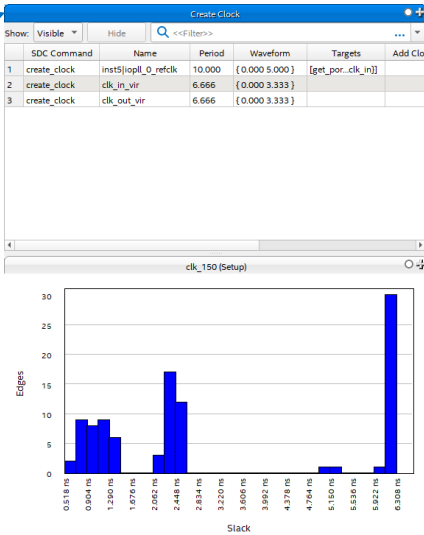 Create Clock
Show: Visible Hide <<Filter>> ...
SDC Command Name Period Waveform Targets Add Clo
1 create_clock inst5|iopll_0_refclk 10.000 { 0.000 5.000 } [get_por...clk_in}]
2 create_clock clk_in_vir 6.666 { 0.000 3.333 }
3 create_clock clk_out_vir 6.666 { 0.000 3.333 }
clk_150 (Setup)
30
25
20
15
10
5
0
Edges
0.518 ns
0.904 ns
1.290 ns
1.676 ns
2.062 ns
2.448 ns
2.834 ns
3.220 ns
3.606 ns
3.992 ns
4.378 ns
4.764 ns
5.150 ns
5.536 ns
5.922 ns
6.308 ns
Slack